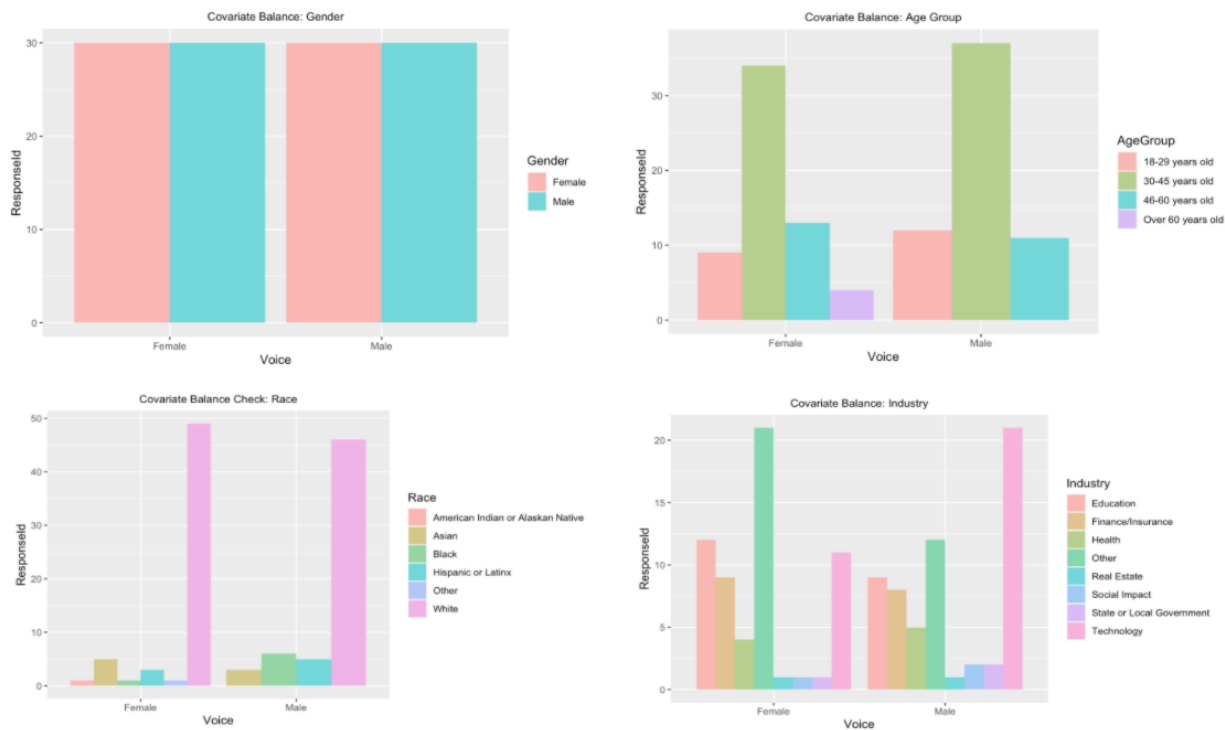 Covariate Balance: Gender
30
20
10
0
ResponseId
Female
Male
Voice
Gender
Female
Male
Covariate Balance: Age Group
30
20
10
0
ResponseId
Female
Male
Voice
AgeGroup
18-29 years old
30-45 years old
46-60 years old
Over 60 years old
Covariate Balance Check: Race
50
40
30
20
10
0
ResponseId
Female
Male
Voice
Race
American Indian or Alaskan Native
Asian
Black
Hispanic or Latinx
Other
White
Covariate Balance: Industry
20
15
10
5
0
ResponseId
Female
Male
Voice
Industry
Education
Finance/Insurance
Health
Other
Real Estate
Social Impact
State or Local Government
Technology